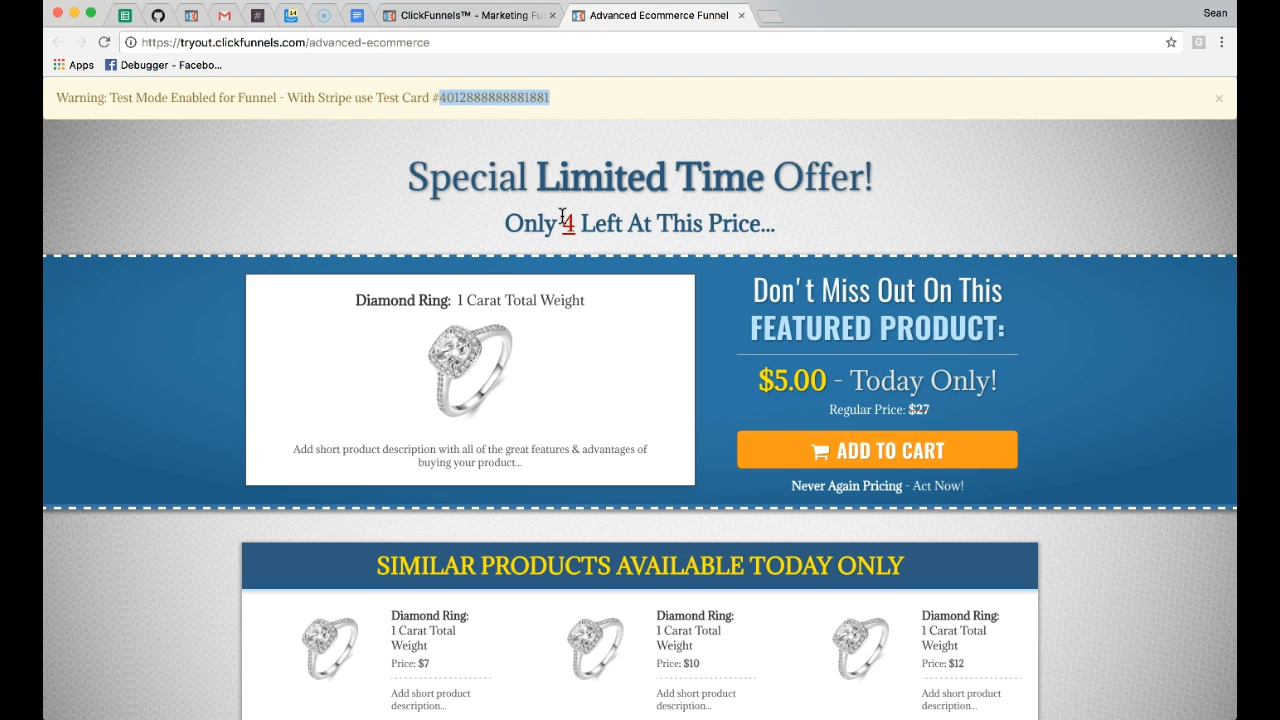 ClickFunnels™ - Marketing Fu
Advanced Ecommerce Funnel
Sean
https://tryout.clickfunnels.com/advanced-ecommerce
Apps
Debugger - Facebo...
Warning: Test Mode Enabled for Funnel - With Stripe use Test Card #4012888888881881
Special Limited Time Offer!
Only 4 Left At This Price...
Diamond Ring: 1 Carat Total Weight
Add short product description with all of the great features & advantages of
buying your product...
Don't Miss Out On This
FEATURED PRODUCT:
$5.00 - Today Only!
Regular Price: $27
ADD TO CART
Never Again Pricing - Act Now!
SIMILAR PRODUCTS AVAILABLE TODAY ONLY
Diamond Ring:
1 Carat Total
Weight
Price: $7
Add short product
description...
Diamond Ring:
1 Carat Total
Weight
Price: $10
Add short product
description...
Diamond Ring:
1 Carat Total
Weight
Price: $12
Add short product
description...